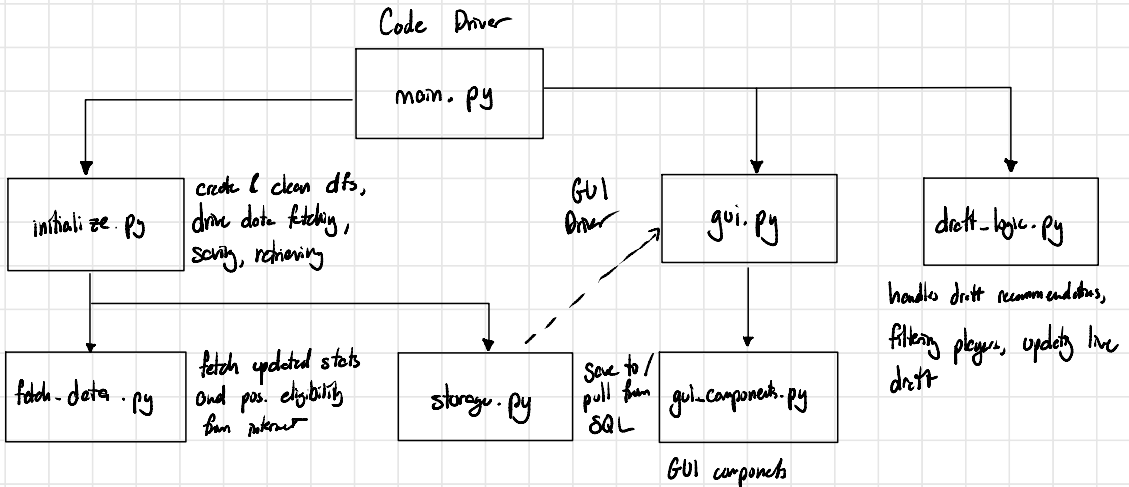 Code Driver
main.py
initialize.py
create & clean dfs,
drive data fetching,
saving, retrieving
GUI
Driver
gui.py
draft_logic.py
handles draft recommendations,
filtering players, updating live
draft
fetch_data.py
fetch updated stats
and pos. eligibility
from internet
storage.py
save to/
pull from
SQL
gui_components.py
GUI components